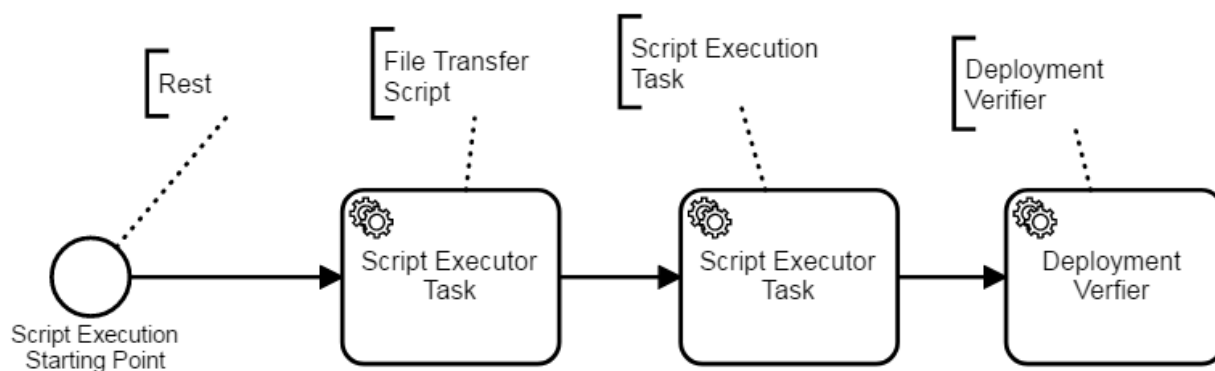 Rest
File Transfer
Script
Script Execution
Task
Deployment
Verifier
Script Executor
Task
Script Executor
Task
Deployment
Verfier
Script Execution
Starting Point